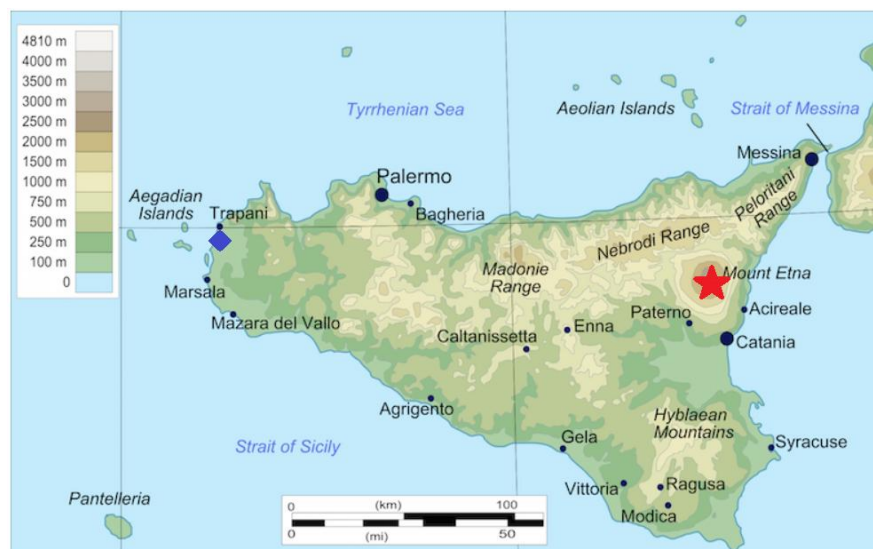 4810 m
4000 m
3500 m
3000 m
2500 m
2000 m
1500 m
1000 m
750 m
500 m
250 m
100 m
0
Tyrrhenian Sea
Aeolian Islands
Strait of Messina
Messina
Palermo
Bagheria
Peloritani
Range
Aegadian
Islands
Trapani
Nebrodi Range
Madonie
Range
Mount Etna
Marsala
Mazara del Vallo
Paterno
Acireale
Caltanissetta
Enna
Catania
Agrigento
Hyblaean
Mountains
Strait of Sicily
Gela
Syracuse
Pantelleria
Vittoria
Ragusa
Modica
0 (km) 100
0 (mi) 50